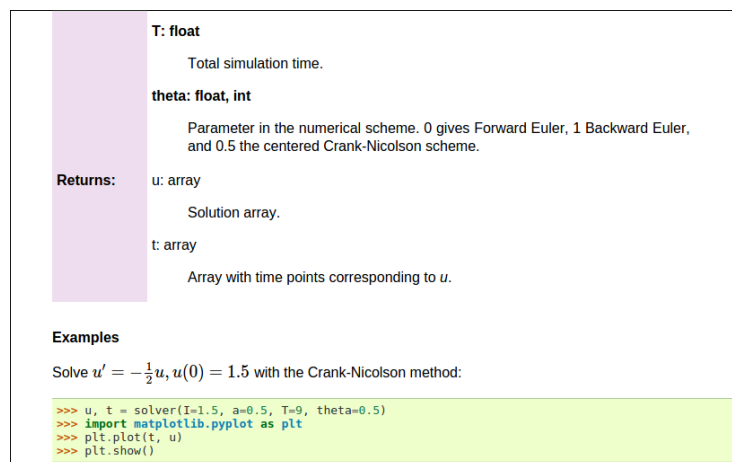 T: float
Total simulation time.
theta: float, int
Parameter in the numerical scheme. 0 gives Forward Euler, 1 Backward Euler,
and 0.5 the centered Crank-Nicolson scheme.
Returns: u: array
Solution array.
t: array
Array with time points corresponding to u.
Examples
Solve u′ = −½u, u(0) = 1.5 with the Crank-Nicolson method:
>>> u, t = solver(I=1.5, a=0.5, T=9, theta=0.5)
>>> import matplotlib.pyplot as plt
>>> plt.plot(t, u)
>>> plt.show()